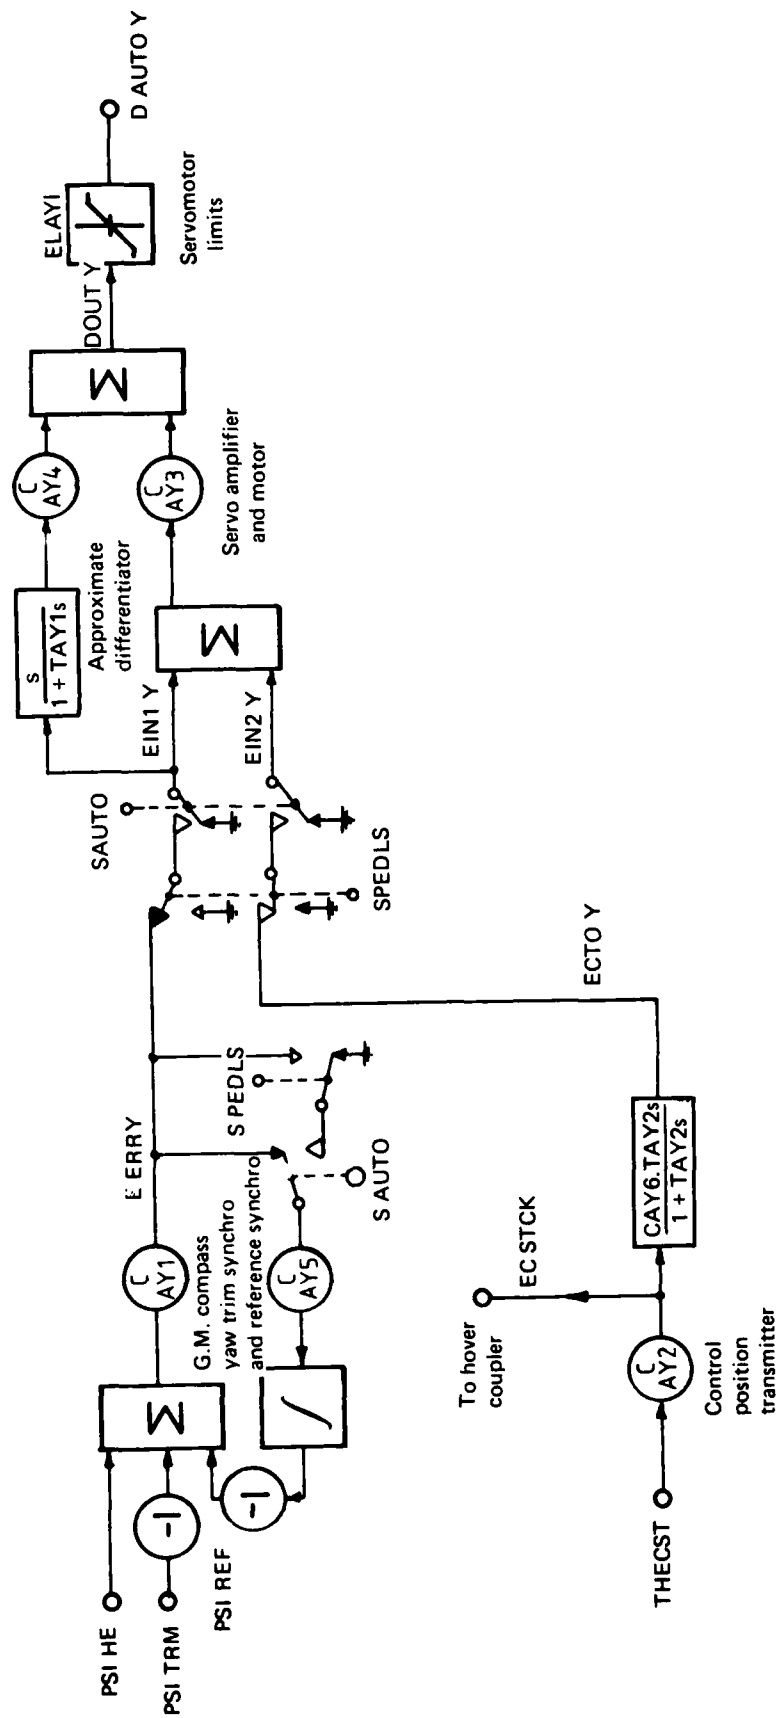 PSI HE
PSI TRM
PSI REF
-1
-1
Σ
∫
C
AY1
G.M. compass
yaw trim synchro
and reference synchro
C
AY5
E ERRY
S PEDLS
S AUTO
SAUTO
SPEDLS
EIN1 Y
EIN2 Y
s
1 + TAY1s
Approximate
differentiator
Σ
C
AY4
C
AY3
Servo amplifier
and motor
Σ
DOUT Y
ELAYI
Servomotor
limits
D AUTO Y
THECST
C
AY2
Control
position
transmitter
To hover
coupler
EC STCK
CAY6.TAY2s
1 + TAY2s
ECTO Y